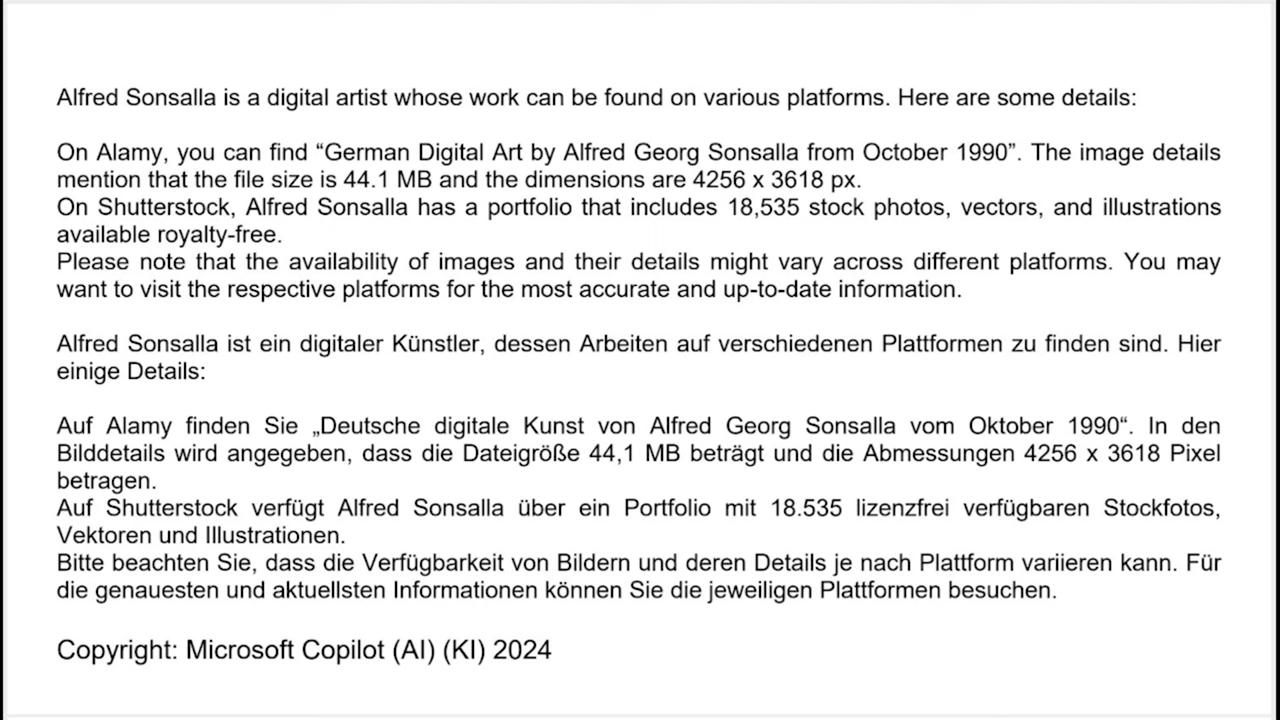 Alfred Sonsalla is a digital artist whose work can be found on various platforms. Here are some details:
On Alamy, you can find “German Digital Art by Alfred Georg Sonsalla from October 1990”. The image details
mention that the file size is 44.1 MB and the dimensions are 4256 x 3618 px.
On Shutterstock, Alfred Sonsalla has a portfolio that includes 18,535 stock photos, vectors, and illustrations
available royalty-free.
Please note that the availability of images and their details might vary across different platforms. You may
want to visit the respective platforms for the most accurate and up-to-date information.
Alfred Sonsalla ist ein digitaler Künstler, dessen Arbeiten auf verschiedenen Plattformen zu finden sind. Hier
einige Details:
Auf Alamy finden Sie „Deutsche digitale Kunst von Alfred Georg Sonsalla vom Oktober 1990“. In den
Bilddetails wird angegeben, dass die Dateigröße 44,1 MB beträgt und die Abmessungen 4256 x 3618 Pixel
betragen.
Auf Shutterstock verfügt Alfred Sonsalla über ein Portfolio mit 18.535 lizenzfrei verfügbaren Stockfotos,
Vektoren und Illustrationen.
Bitte beachten Sie, dass die Verfügbarkeit von Bildern und deren Details je nach Plattform variieren kann. Für
die genauesten und aktuellsten Informationen können Sie die jeweiligen Plattformen besuchen.
Copyright: Microsoft Copilot (AI) (KI) 2024